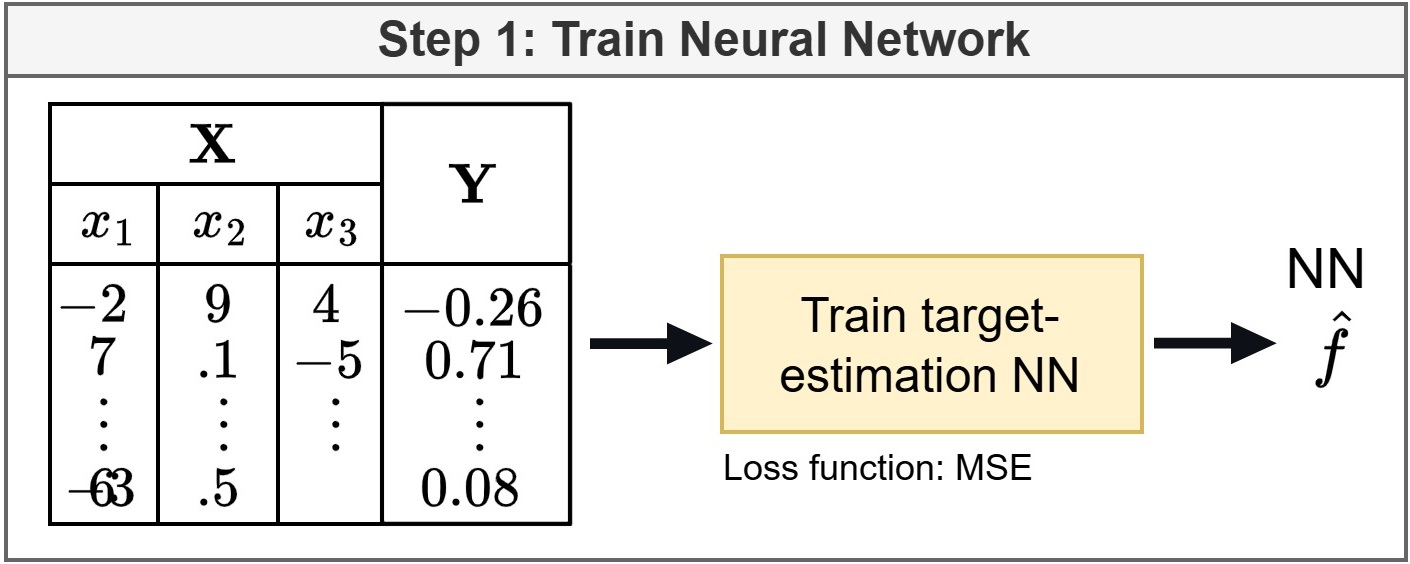 Step 1: Train Neural Network
X
Y
x₁ x₂ x₃
−2 9 4 −0.26
7 .1 −5 0.71
⋮ ⋮ ⋮ ⋮
.5 0.08
Train target-
estimation NN
Loss function: MSE
NN
f̂